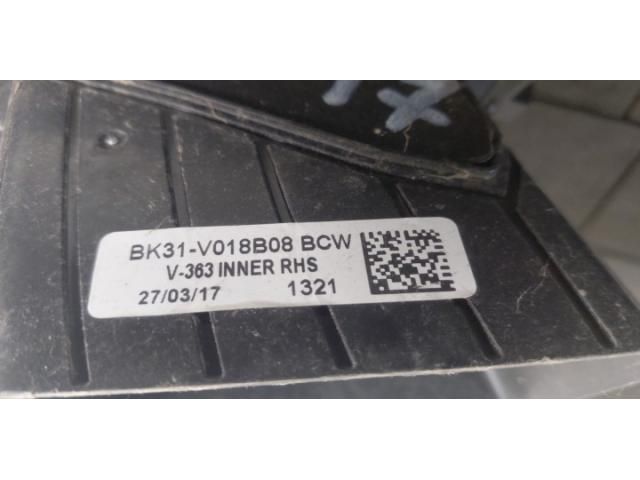 BK31-V018B08 BCW
V-363 INNER RHS
27/03/17 1321